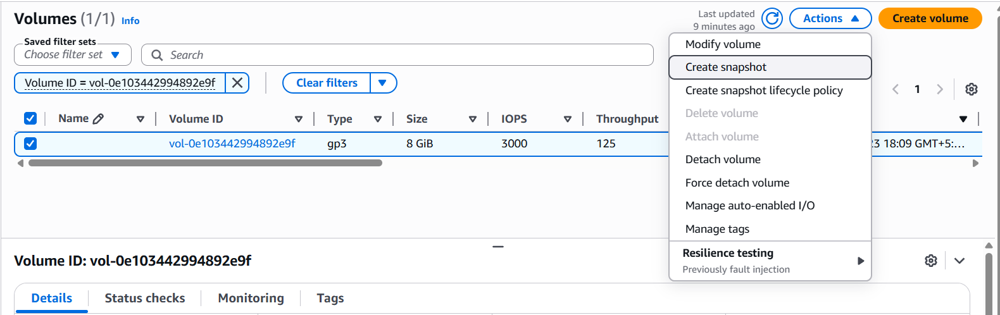 Volumes (1/1) Info
Last updated
9 minutes ago
Actions
Create volume
Saved filter sets
Choose filter set
Search
Volume ID = vol-0e103442994892e9f
Clear filters
1
Modify volume
Create snapshot
Create snapshot lifecycle policy
Delete volume
Attach volume
Detach volume
Force detach volume
Manage auto-enabled I/O
Manage tags
Resilience testing
Previously fault injection
Name Volume ID Type Size IOPS Throughput
vol-0e103442994892e9f gp3 8 GiB 3000 125 18:09 GMT+5:...
Volume ID: vol-0e103442994892e9f
Details Status checks Monitoring Tags